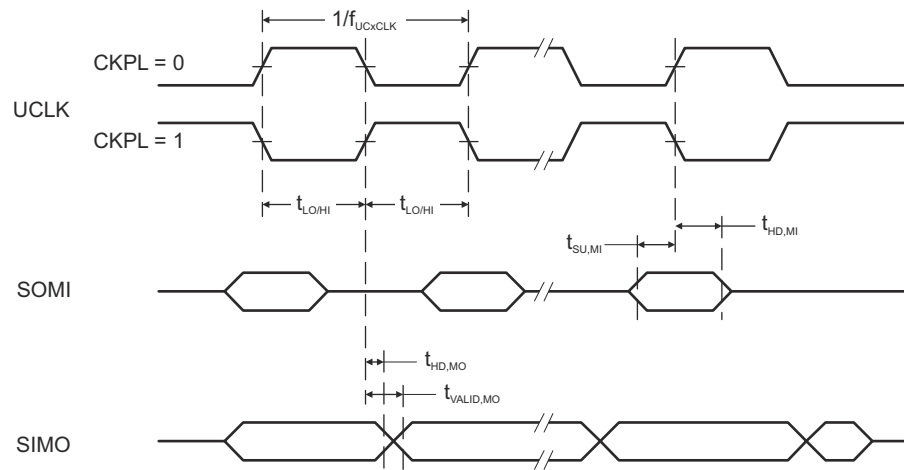 1/fUCxCLK
CKPL = 0
UCLK
CKPL = 1
tLO/HI tLO/HI
tSU,MI tHD,MI
SOMI
tHD,MO
tVALID,MO
SIMO